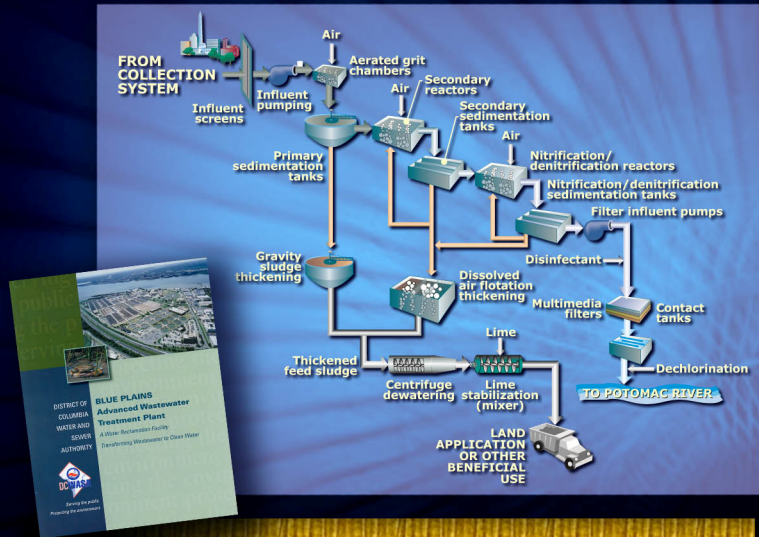 Air
FROM
COLLECTION
SYSTEM
Aerated grit
chambers
Influent
screens
Influent
pumping
Air
Secondary
reactors
Secondary
sedimentation
tanks
Air
Primary
sedimentation
tanks
Nitrification/
denitrification reactors
Nitrification/denitrification
sedimentation tanks
Filter influent pumps
Gravity
sludge
thickening
Dissolved
air flotation
thickening
Disinfectant
Multimedia
filters
Contact
tanks
Lime
Thickened
feed sludge
Centrifuge
dewatering
Lime
stabilization
(mixer)
Dechlorination
TO POTOMAC RIVER
LAND
APPLICATION
OR OTHER
BENEFICIAL
USE
public
the p
DISTRICT OF
COLUMBIA
WATER AND
SEWER
AUTHORITY
BLUE PLAINS
Advanced Wastewater
Treatment Plant
A Water Reclamation Facility
Transforming Wastewater to Clean Water
DC WASA
Serving the public
Protecting the environment